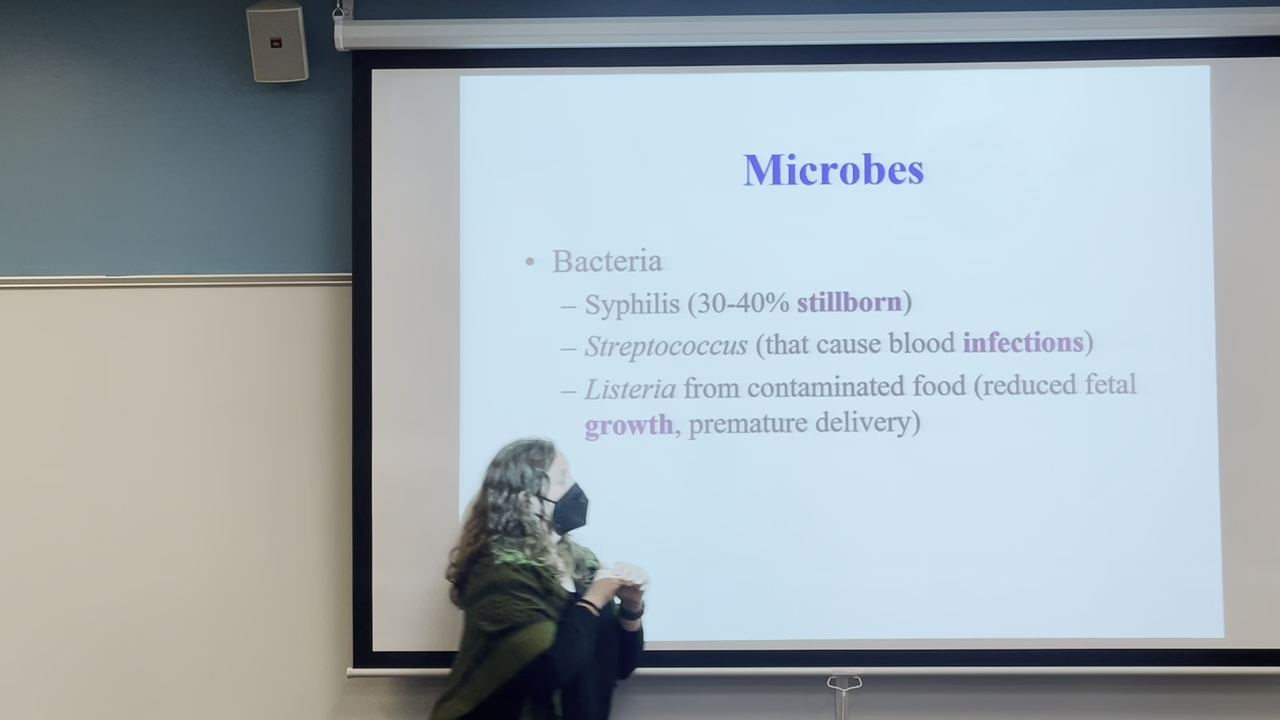 Microbes
• Bacteria
– Syphilis (30-40% stillborn)
– Streptococcus (that cause blood infections)
– Listeria from contaminated food (reduced fetal
growth, premature delivery)